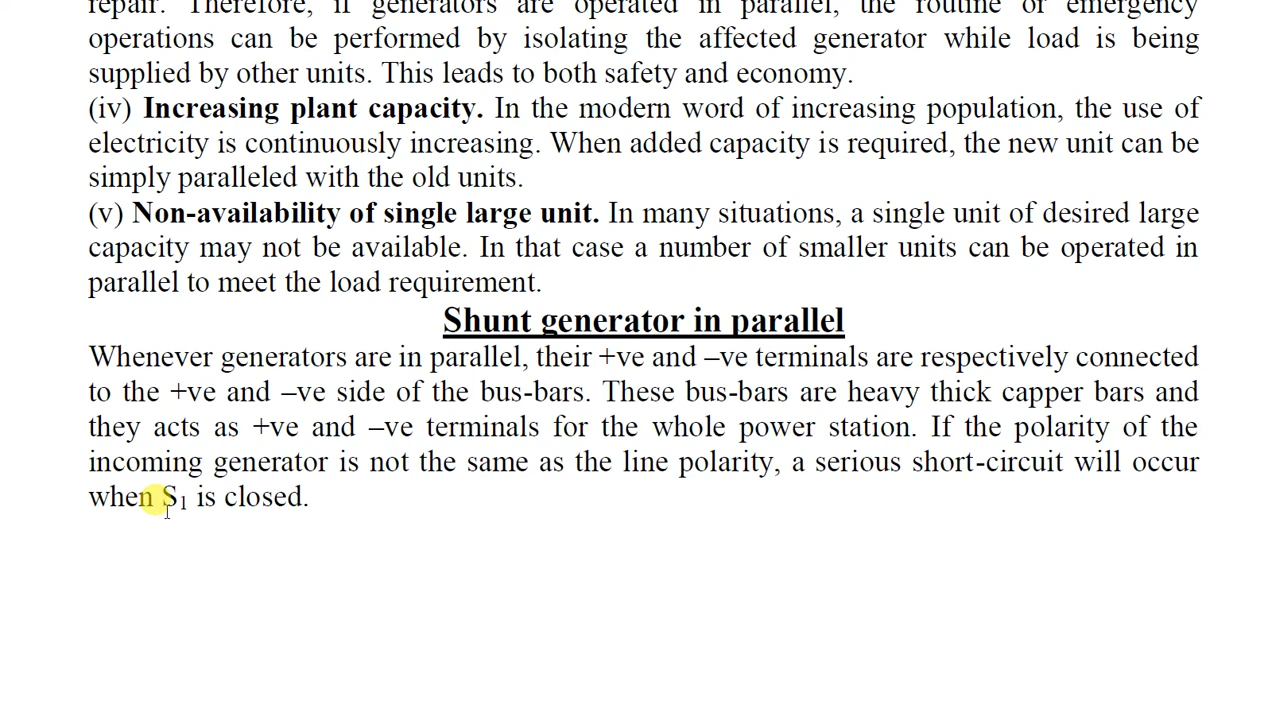 repair. Therefore, if generators are operated in parallel, the routine or emergency
operations can be performed by isolating the affected generator while load is being
supplied by other units. This leads to both safety and economy.
(iv) Increasing plant capacity. In the modern word of increasing population, the use of
electricity is continuously increasing. When added capacity is required, the new unit can be
simply paralleled with the old units.
(v) Non-availability of single large unit. In many situations, a single unit of desired large
capacity may not be available. In that case a number of smaller units can be operated in
parallel to meet the load requirement.
Shunt generator in parallel
Whenever generators are in parallel, their +ve and –ve terminals are respectively connected
to the +ve and –ve side of the bus-bars. These bus-bars are heavy thick capper bars and
they acts as +ve and –ve terminals for the whole power station. If the polarity of the
incoming generator is not the same as the line polarity, a serious short-circuit will occur
when S₁ is closed.